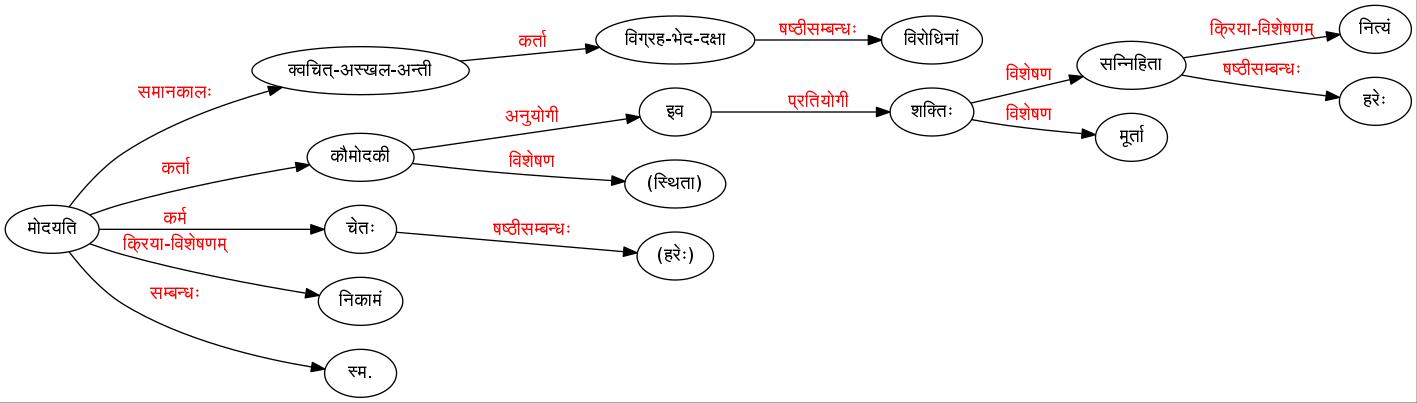 मोदयति
समानकालः
कर्ता
कर्म
क्रिया-विशेषणम्
सम्बन्धः
क्वचित्-अस्खल-अन्ती
कौमोदकी
चेतः
निकामं
स्म.
कर्ता
अनुयोगी
विशेषण
षष्ठीसम्बन्धः
विग्रह-भेद-दक्षा
इव
(स्थिता)
(हरेः)
षष्ठीसम्बन्धः
प्रतियोगी
विरोधिनां
शक्तिः
विशेषण
विशेषण
सन्निहिता
मूर्ता
क्रिया-विशेषणम्
षष्ठीसम्बन्धः
नित्यं
हरेः